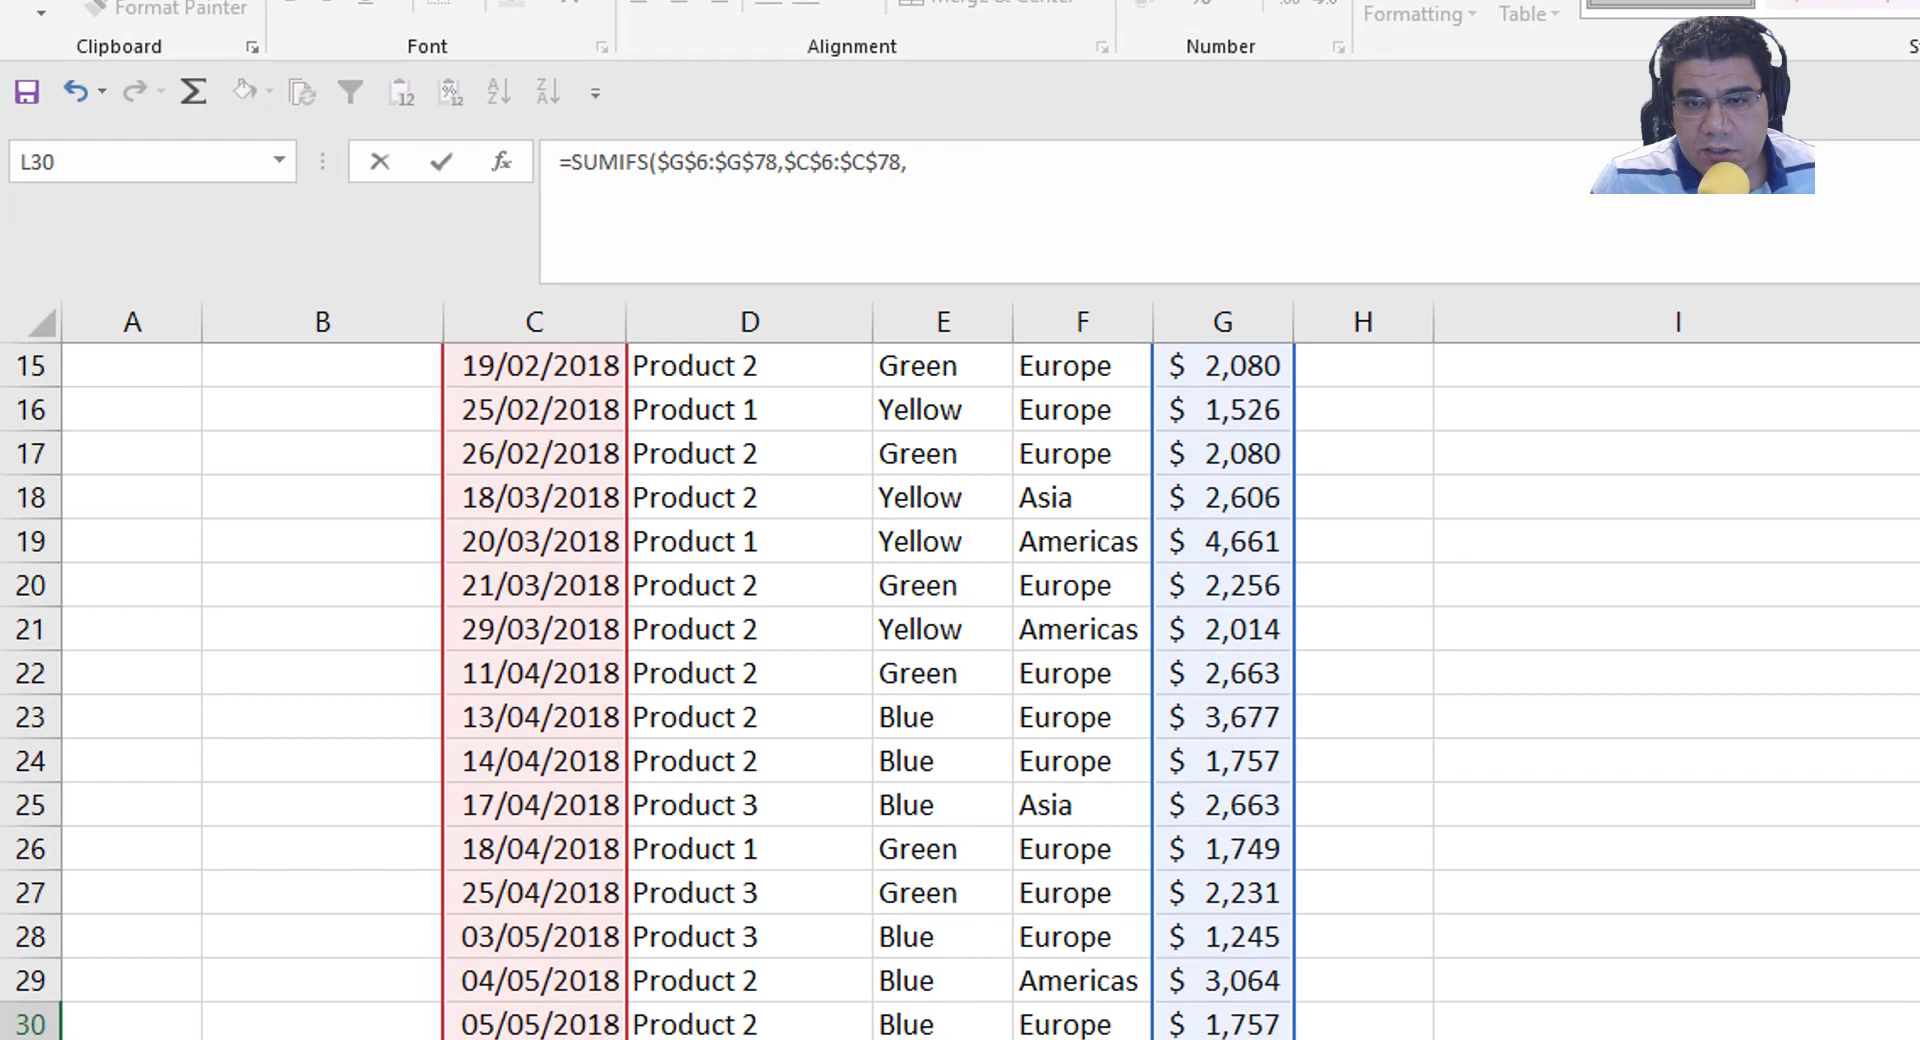 Format Painter
Merge & Center
%
Formatting
Table
Clipboard
Font
Alignment
Number
Σ
12
%
12
A
Z
Z
A
L30
fx
=SUMIFS($G$6:$G$78,$C$6:$C$78,
A B C D E F G H I
15 19/02/2018 Product 2 Green Europe $ 2,080
16 25/02/2018 Product 1 Yellow Europe $ 1,526
17 26/02/2018 Product 2 Green Europe $ 2,080
18 18/03/2018 Product 2 Yellow Asia $ 2,606
19 20/03/2018 Product 1 Yellow Americas $ 4,661
20 21/03/2018 Product 2 Green Europe $ 2,256
21 29/03/2018 Product 2 Yellow Americas $ 2,014
22 11/04/2018 Product 2 Green Europe $ 2,663
23 13/04/2018 Product 2 Blue Europe $ 3,677
24 14/04/2018 Product 2 Blue Europe $ 1,757
25 17/04/2018 Product 3 Blue Asia $ 2,663
26 18/04/2018 Product 1 Green Europe $ 1,749
27 25/04/2018 Product 3 Green Europe $ 2,231
28 03/05/2018 Product 3 Blue Europe $ 1,245
29 04/05/2018 Product 2 Blue Americas $ 3,064
30 05/05/2018 Product 2 Blue Europe $ 1,757